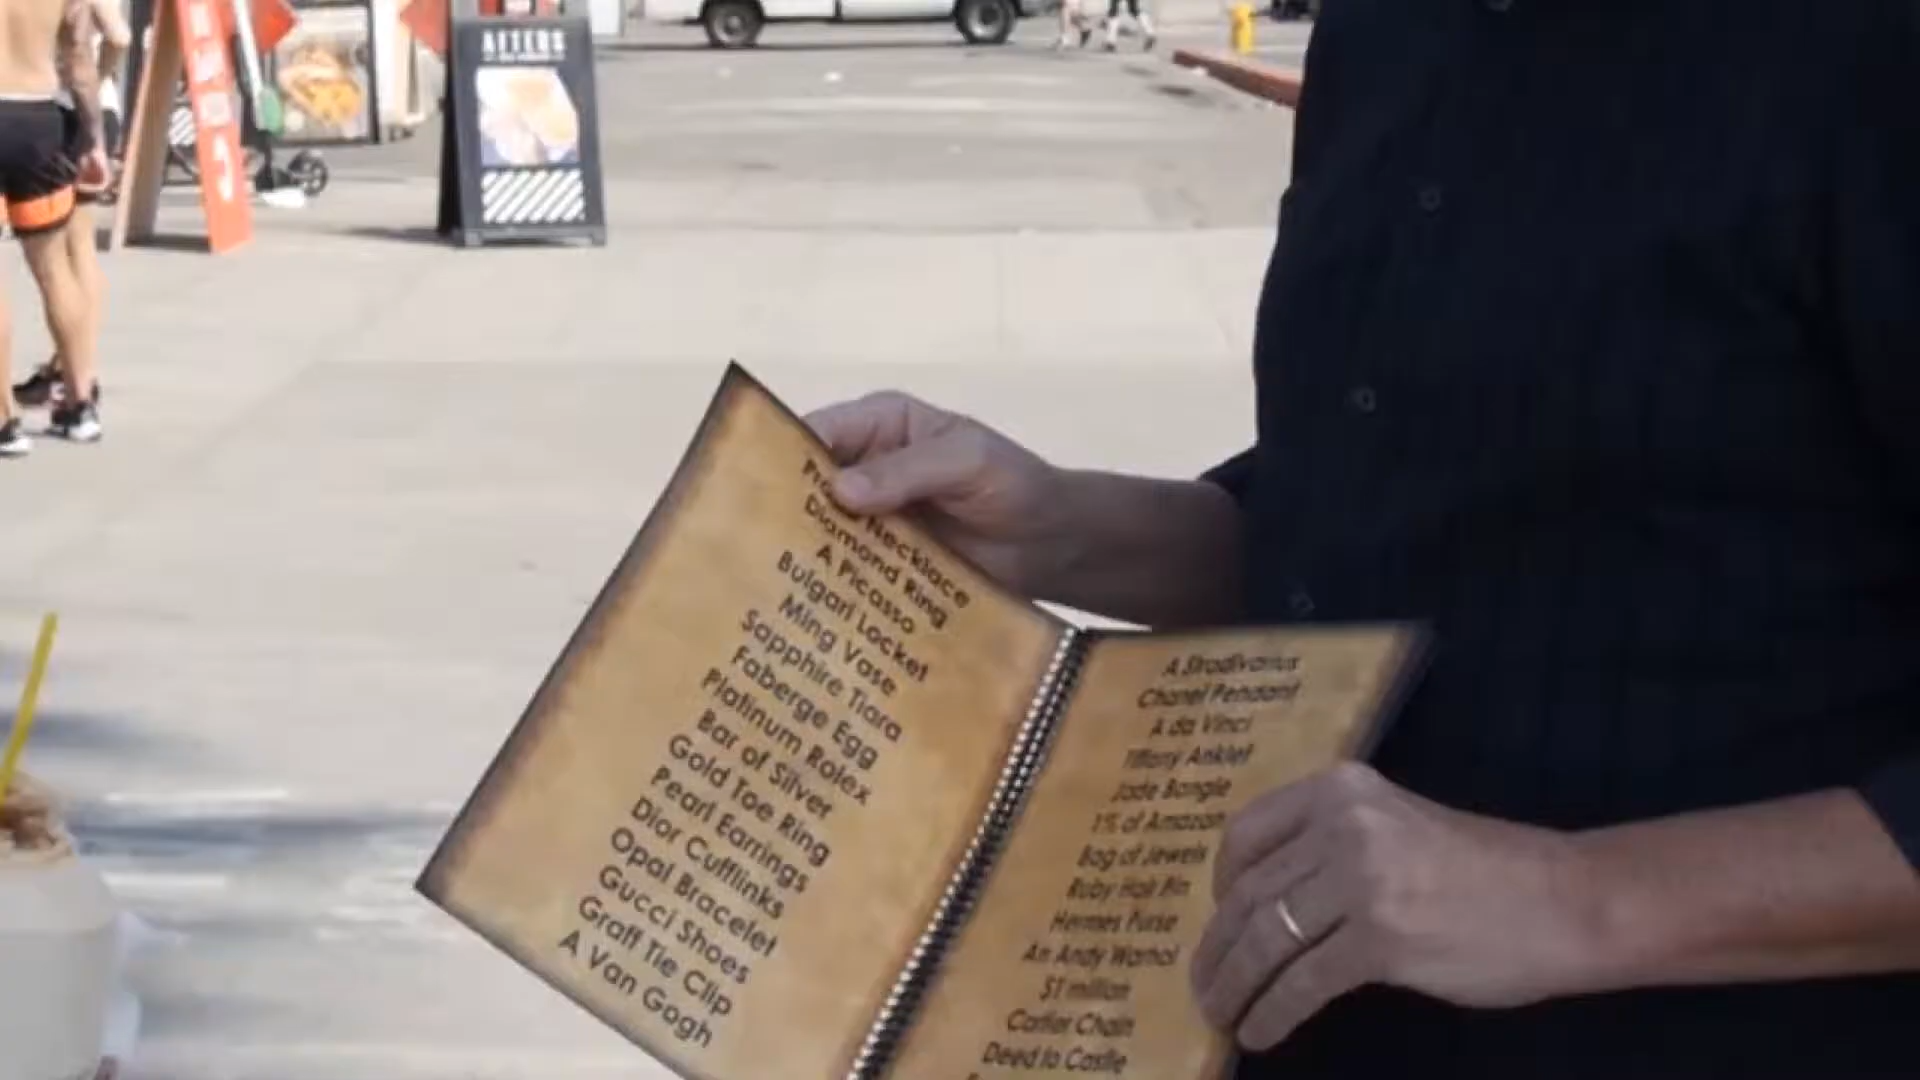 AFTERS
Necklace
Diamond Ring
A Picasso
Bulgari Locket
Ming Vase
Sapphire Tiara
Faberge Egg
Platinum Rolex
Bar of Silver
Gold Toe Ring
Pearl Earrings
Dior Cufflinks
Opal Bracelet
Gucci Shoes
Graff Tie Clip
A Van Gogh
A Stradivarius
Chanel Pendant
A da Vinci
Tiffany Anklet
Jade Bangle
1% of Amazon
Bag of Jewels
Ruby Hair Pin
Hermes Purse
An Andy Warhol
$1 million
Cartier Chain
Deed to Castle